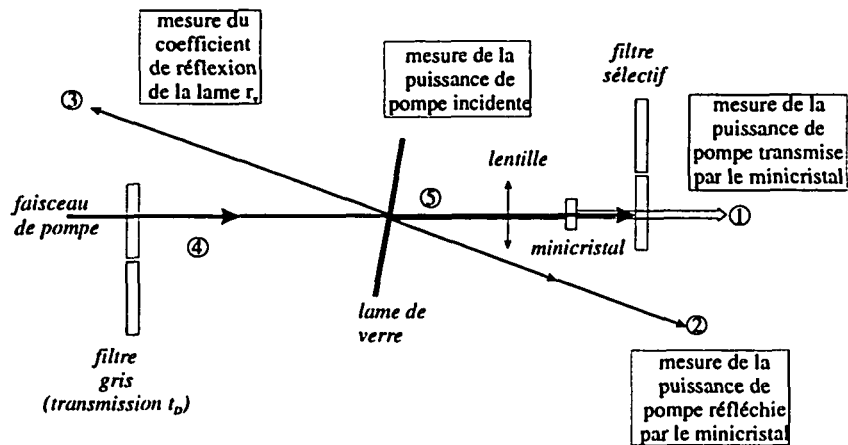 mesure du
coefficient
de réflexion
de la lame rᵥ
mesure de la
puissance de
pompe incidente
filtre
sélectif
mesure de la
puissance de
pompe transmise
par le minicristal
③
lentille
faisceau
de pompe
④
⑤
minicristal
①
lame de
verre
②
filtre
gris
(transmission t_D)
mesure de la
puissance de
pompe réfléchie
par le minicristal